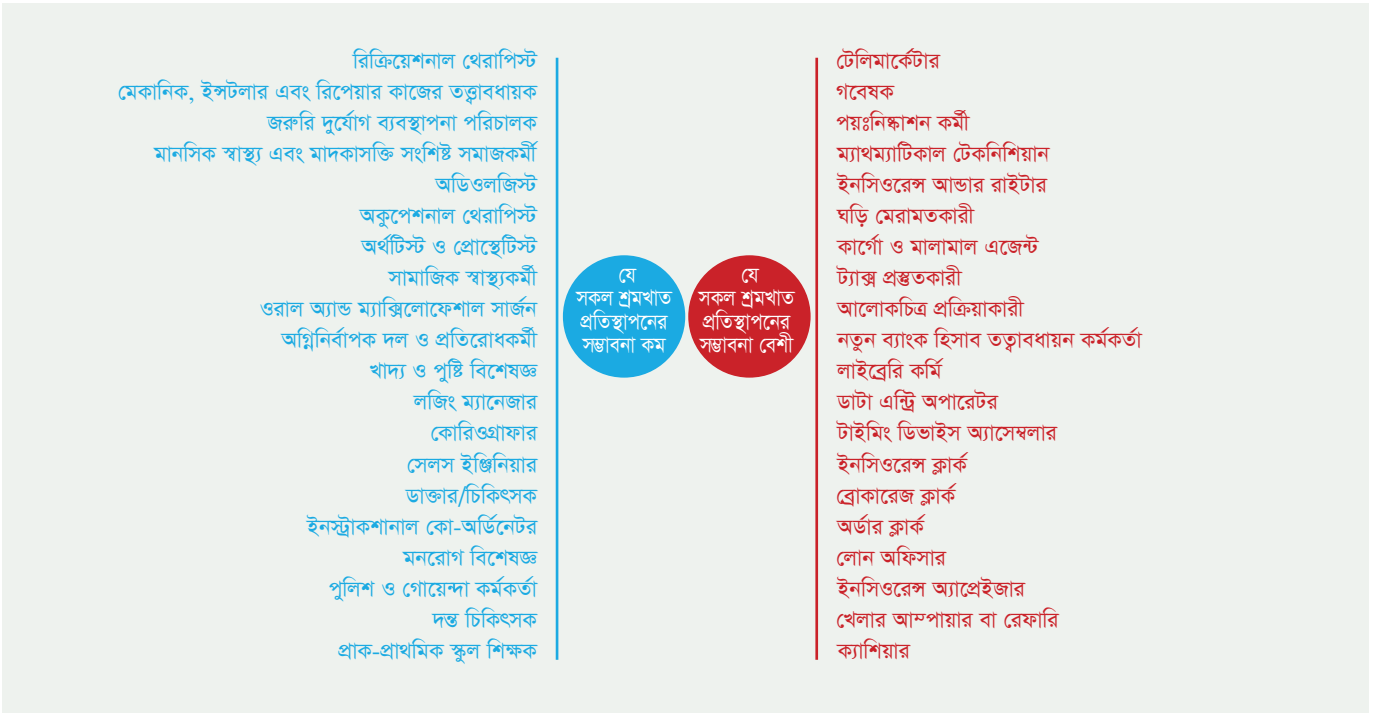 রিক্রিয়েশনাল থেরাপিস্ট
মেকানিক, ইন্সটলার এবং রিপেয়ার কাজের তত্ত্বাবধায়ক
জরুরি দুর্যোগ ব্যবস্থাপনা পরিচালক
মানসিক স্বাস্থ্য এবং মাদকাসক্তি সংশিষ্ট সমাজকর্মী
অডিওলজিস্ট
অকুপেশনাল থেরাপিস্ট
অর্থটিস্ট ও প্রোস্থেটিস্ট
সামাজিক স্বাস্থ্যকর্মী
ওরাল অ্যান্ড ম্যাক্সিলোফেশাল সার্জন
অগ্নিনির্বাপক দল ও প্রতিরোধকর্মী
খাদ্য ও পুষ্টি বিশেষজ্ঞ
লজিং ম্যানেজার
কোরিওগ্রাফার
সেলস ইঞ্জিনিয়ার
ডাক্তার/চিকিৎসক
ইনস্ট্রাকশানাল কো-অর্ডিনেটর
মনরোগ বিশেষজ্ঞ
পুলিশ ও গোয়েন্দা কর্মকর্তা
দন্ত চিকিৎসক
প্রাক-প্রাথমিক স্কুল শিক্ষক
যে
সকল শ্রমখাত
প্রতিস্থাপনের
সম্ভাবনা কম
যে
সকল শ্রমখাত
প্রতিস্থাপনের
সম্ভাবনা বেশী
টেলিমার্কেটার
গবেষক
পয়ঃনিষ্কাশন কর্মী
ম্যাথম্যাটিকাল টেকনিশিয়ান
ইনসিওরেন্স আন্ডার রাইটার
ঘড়ি মেরামতকারী
কার্গো ও মালামাল এজেন্ট
ট্যাক্স প্রস্তুতকারী
আলোকচিত্র প্রক্রিয়াকারী
নতুন ব্যাংক হিসাব তত্বাবধায়ন কর্মকর্তা
লাইব্রেরি কর্মি
ডাটা এন্ট্রি অপারেটর
টাইমিং ডিভাইস অ্যাসেম্বলার
ইনসিওরেন্স ক্লার্ক
ব্রোকারেজ ক্লার্ক
অর্ডার ক্লার্ক
লোন অফিসার
ইনসিওরেন্স অ্যাপ্রেইজার
খেলার আম্পায়ার বা রেফারি
ক্যাশিয়ার